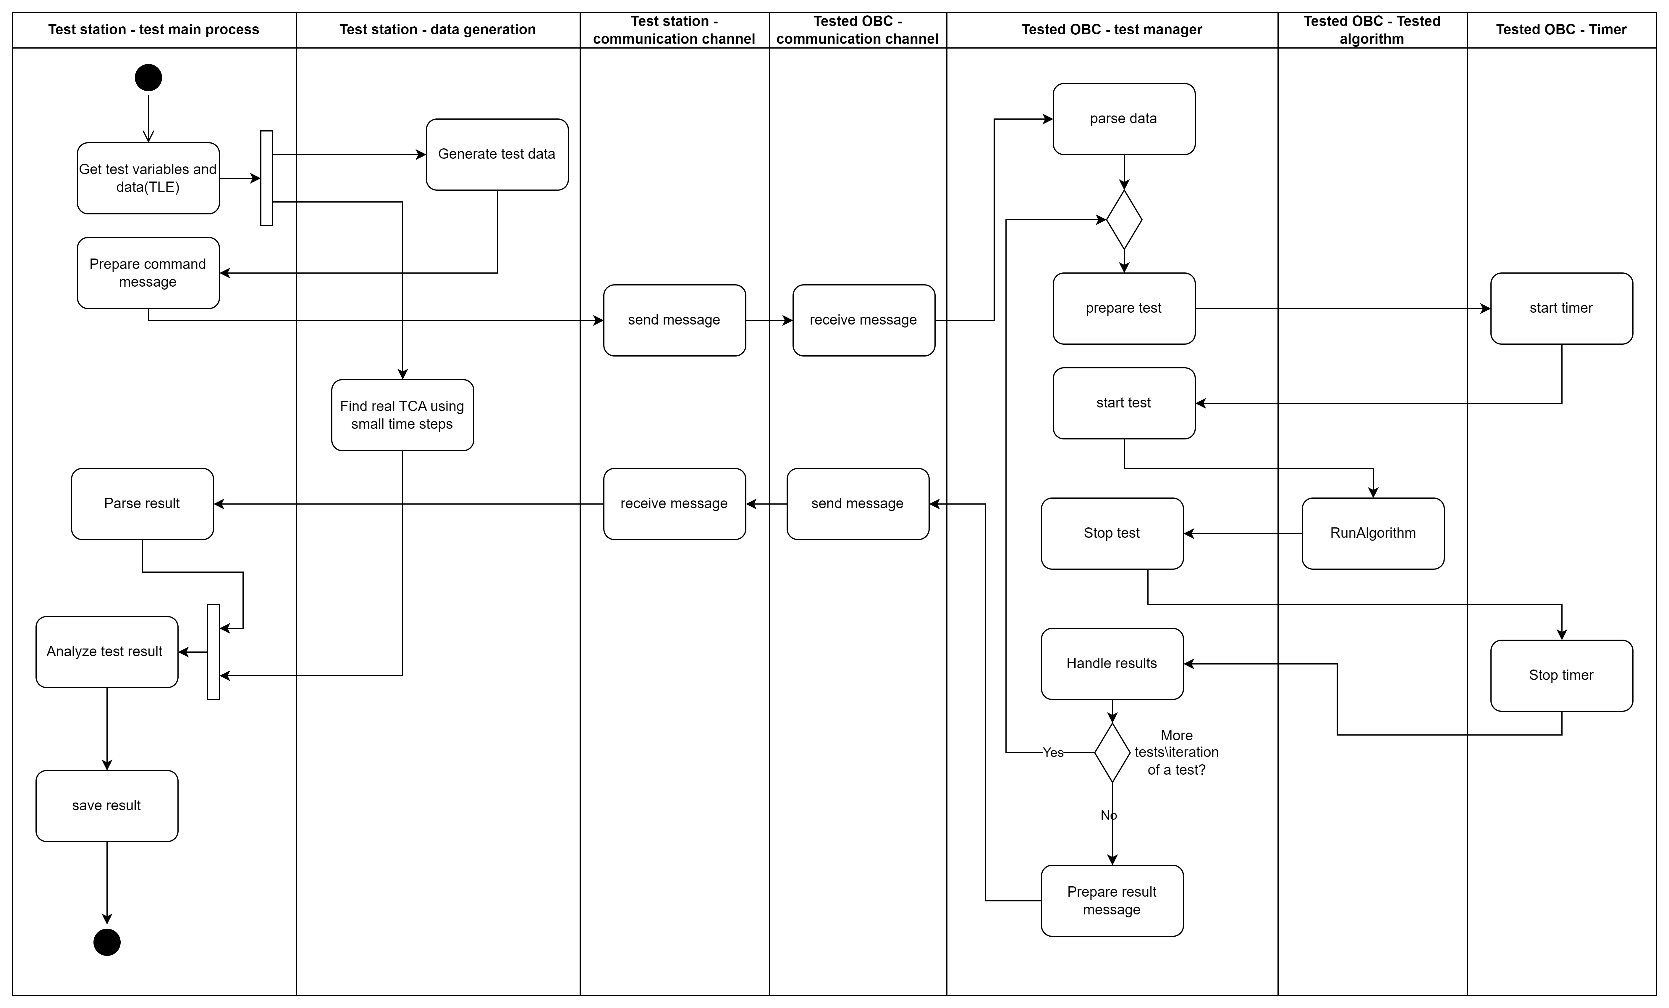 Test station - test main process
Test station - data generation
Test station -
communication channel
Tested OBC -
communication channel
Tested OBC - test manager
Tested OBC - Tested
algorithm
Tested OBC - Timer
Get test variables and
data(TLE)
Generate test data
Prepare command
message
send message
receive message
parse data
prepare test
start timer
start test
Find real TCA using
small time steps
Parse result
receive message
send message
Stop test
RunAlgorithm
Analyze test result
Handle results
Stop timer
Yes
More
tests\iteration
of a test?
No
save result
Prepare result
message